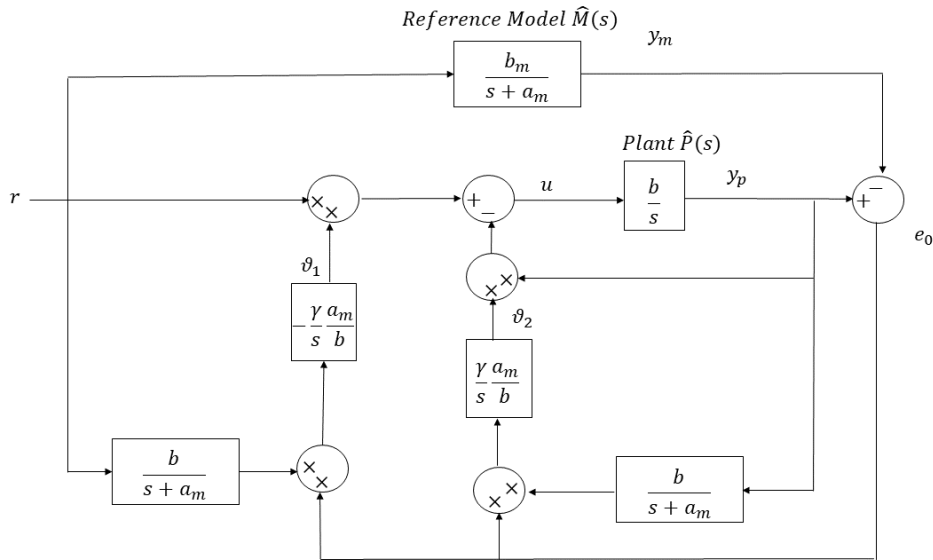 Reference Model M̂(s)
y_m
b_m
s + a_m
Plant P̂(s)
r
××
+ −
u
b
s
y_p
+ −
e_0
ϑ_1
××
−γ/s a_m/b
ϑ_2
γ/s a_m/b
b
s + a_m
××
××
b
s + a_m